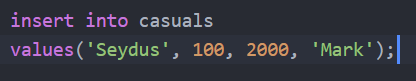 insert into casuals
values('Seydus', 100, 2000, 'Mark');